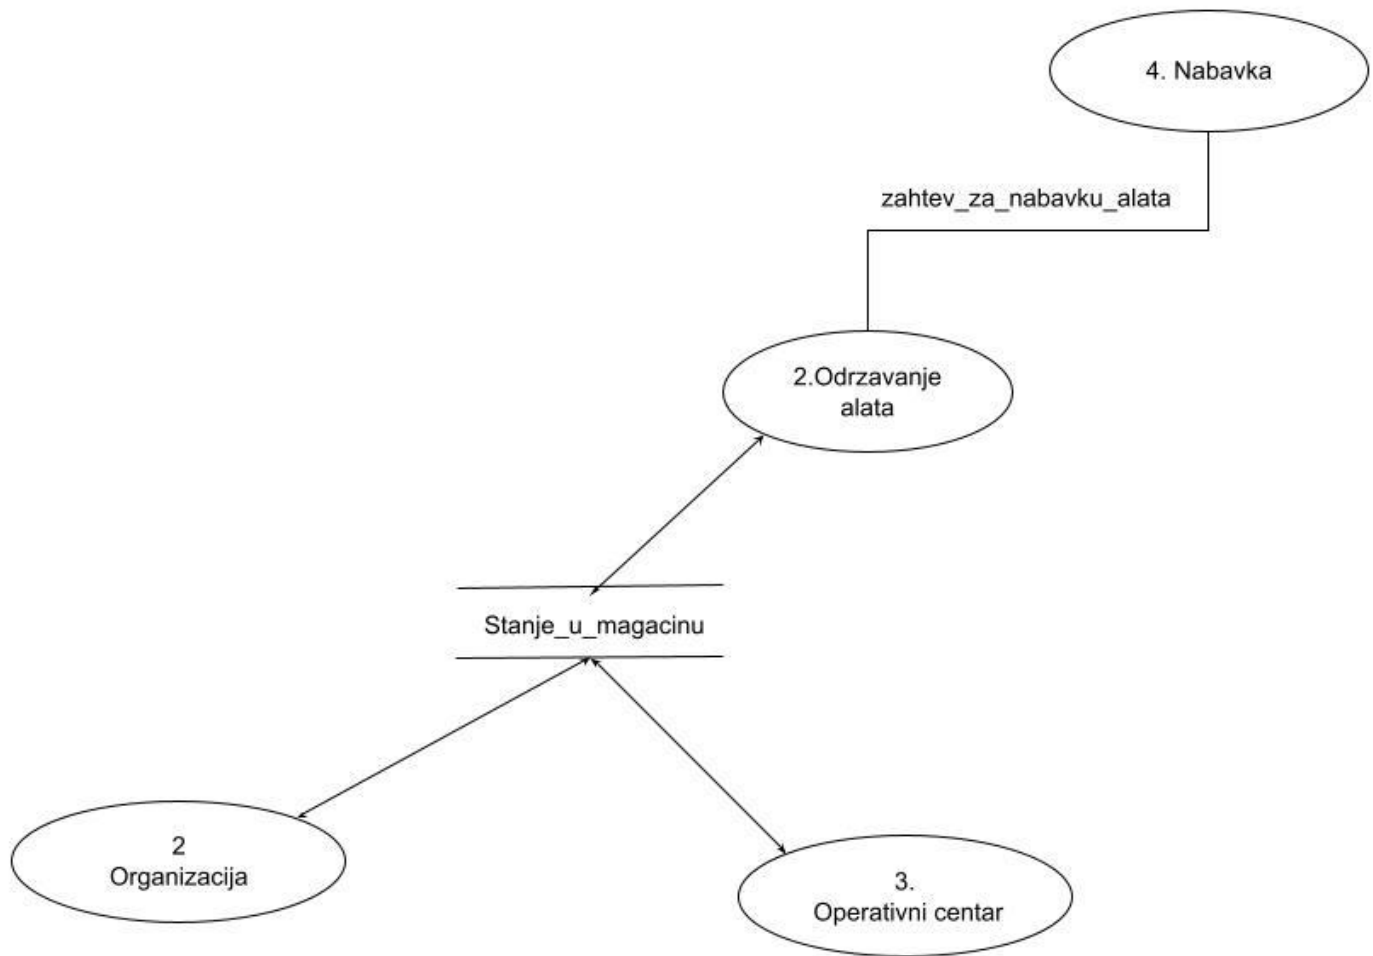 4. Nabavka
zahtev_za_nabavku_alata
2.Odrzavanje
alata
Stanje_u_magacinu
2
Organizacija
3.
Operativni centar